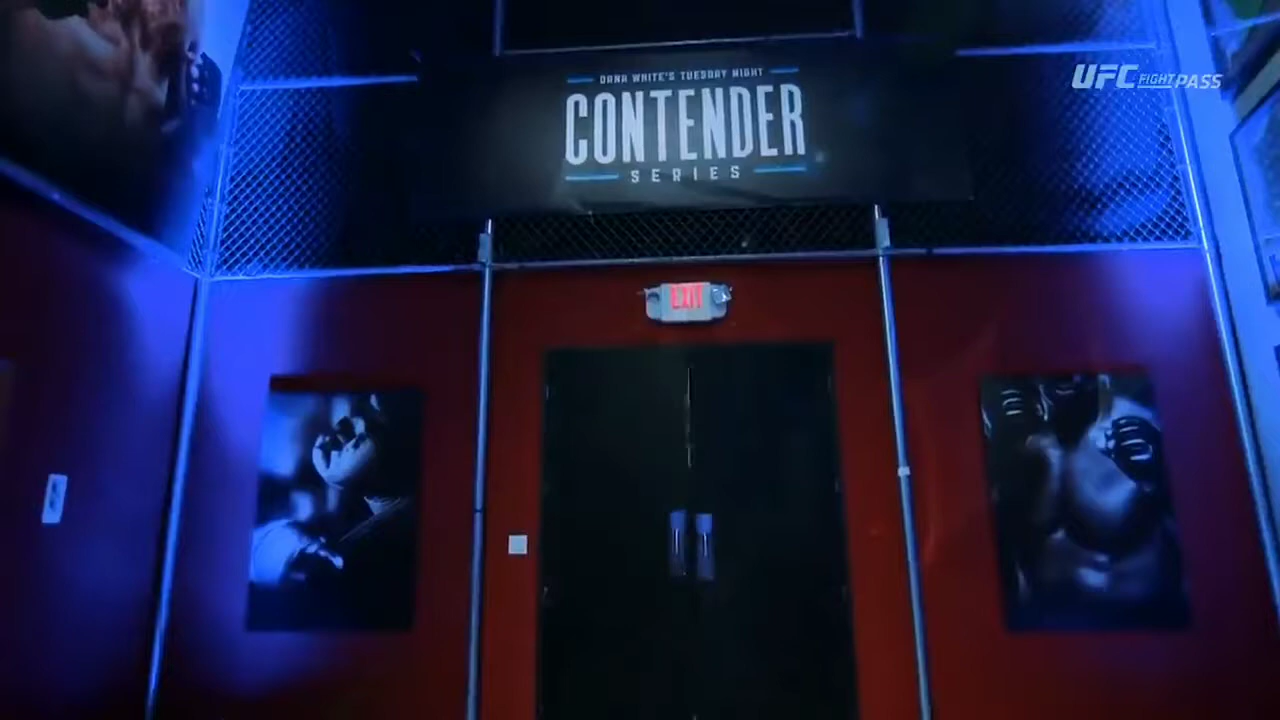 DANA WHITE'S TUESDAY NIGHT
CONTENDER
SERIES
UFC FIGHT PASS
EXIT